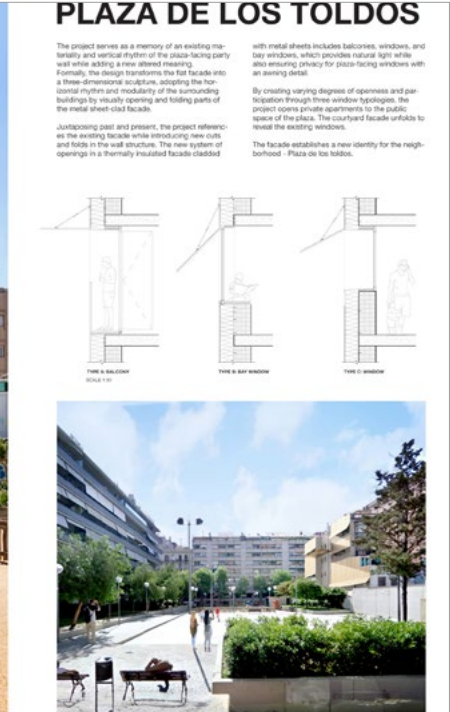 PLAZA DE LOS TOLDOS
The project serves as a memory of an existing ma-
teriality and vertical rhythm of the plaza-facing party
wall while adding a new altered meaning.
Formally, the design transforms the flat facade into
a three-dimensional sculpture, adopting the hor-
izontal rhythm and modularity of the surrounding
buildings by visually opening and folding parts of
the metal sheet-clad facade.
Juxtaposing past and present, the project referenc-
es the existing facade while introducing new cuts
and folds in the wall structure. The new system of
openings in a thermally insulated facade cladded
with metal sheets includes balconies, windows, and
bay windows, which provides natural light while
also ensuring privacy for plaza-facing windows with
an awning detail.
By creating varying degrees of openness and par-
ticipation through three window typologies, the
project opens private apartments to the public
space of the plaza. The courtyard facade unfolds to
reveal the existing windows.
The facade establishes a new identity for the neigh-
borhood - Plaza de los toldos.
TYPE A: BALCONY
TYPE B: BAY WINDOW
TYPE C: WINDOW